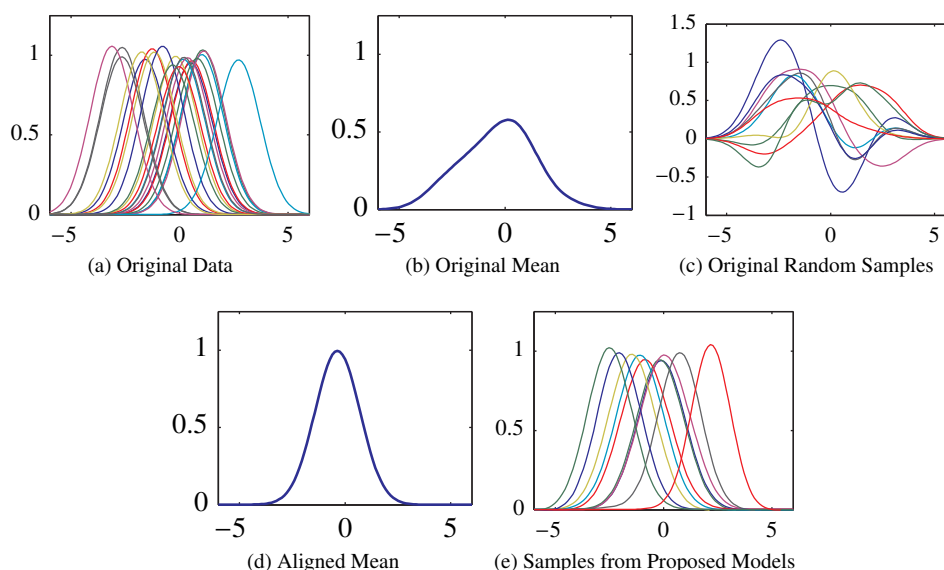 1
0.5
0
−5 0 5
(a) Original Data
1
0.5
0
−5 0 5
(b) Original Mean
1.5
1
0.5
0
−0.5
−1
−5 0 5
(c) Original Random Samples
1
0.5
0
−5 0 5
(d) Aligned Mean
1
0.5
0
−5 0 5
(e) Samples from Proposed Models